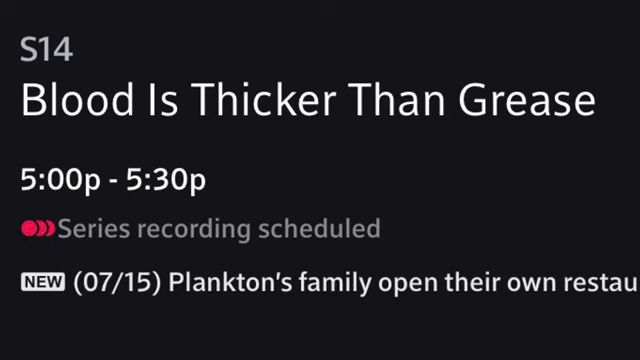 S14
Blood Is Thicker Than Grease
5:00p - 5:30p
Series recording scheduled
NEW (07/15) Plankton's family open their own restau